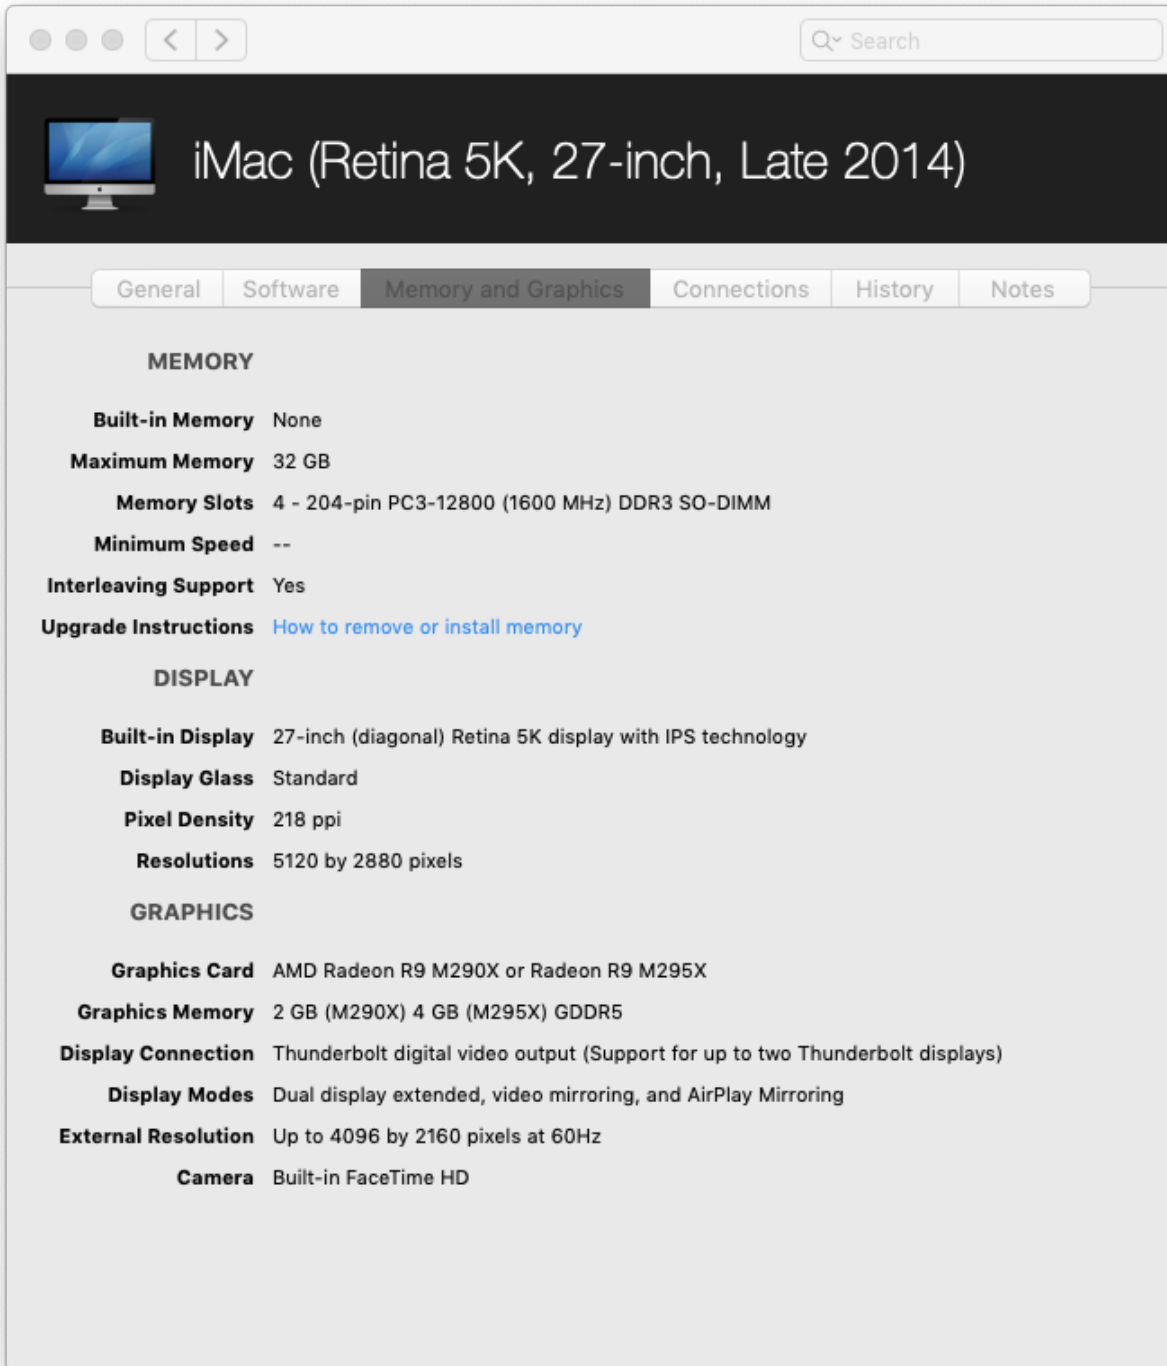 Search
iMac (Retina 5K, 27-inch, Late 2014)
General Software Memory and Graphics Connections History Notes
MEMORY
Built-in Memory None
Maximum Memory 32 GB
Memory Slots 4 - 204-pin PC3-12800 (1600 MHz) DDR3 SO-DIMM
Minimum Speed --
Interleaving Support Yes
Upgrade Instructions How to remove or install memory
DISPLAY
Built-in Display 27-inch (diagonal) Retina 5K display with IPS technology
Display Glass Standard
Pixel Density 218 ppi
Resolutions 5120 by 2880 pixels
GRAPHICS
Graphics Card AMD Radeon R9 M290X or Radeon R9 M295X
Graphics Memory 2 GB (M290X) 4 GB (M295X) GDDR5
Display Connection Thunderbolt digital video output (Support for up to two Thunderbolt displays)
Display Modes Dual display extended, video mirroring, and AirPlay Mirroring
External Resolution Up to 4096 by 2160 pixels at 60Hz
Camera Built-in FaceTime HD